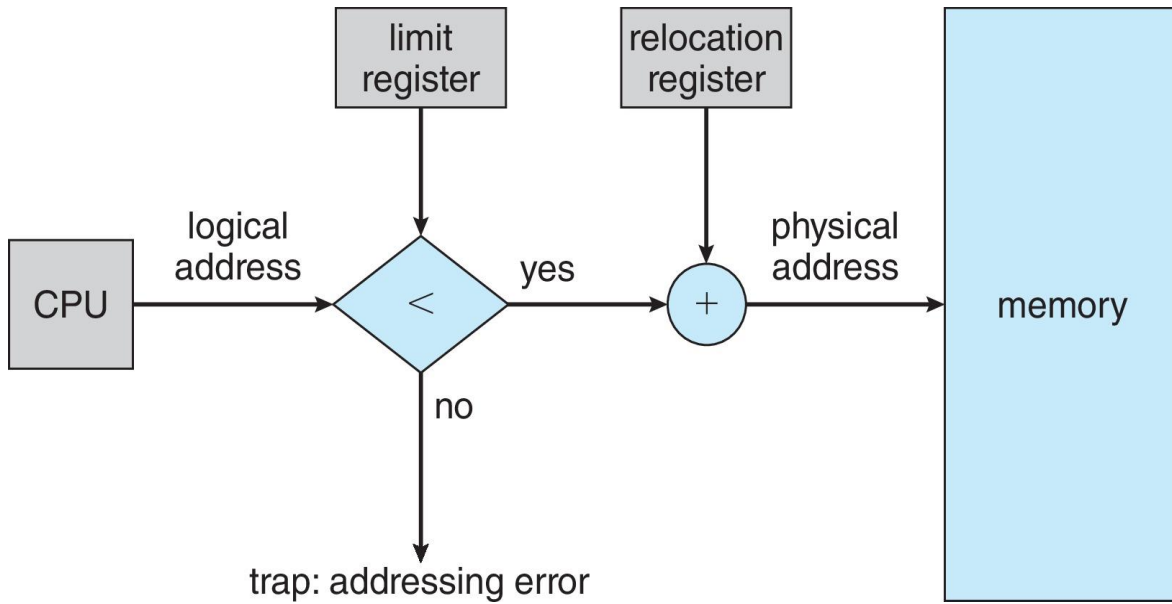 limit
register
relocation
register
logical
address
physical
address
CPU
<
yes
+
memory
no
trap: addressing error